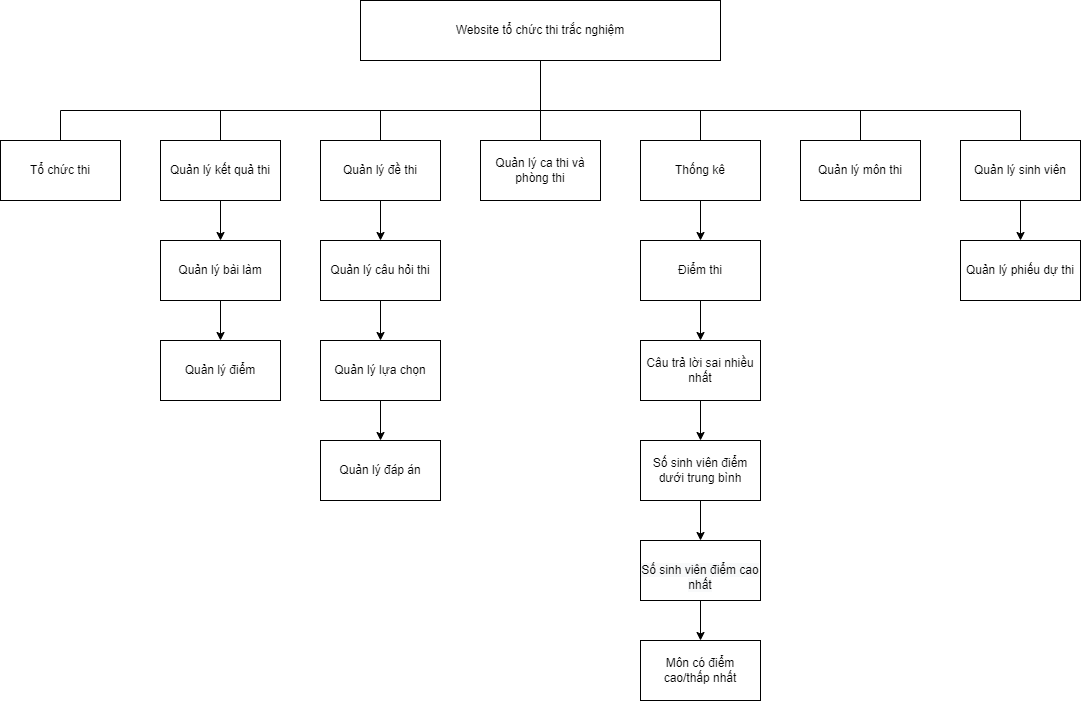 Website tổ chức thi trắc nghiệm
Tổ chức thi
Quản lý kết quả thi
Quản lý đề thi
Quản lý ca thi và
phòng thi
Thống kê
Quản lý môn thi
Quản lý sinh viên
Quản lý bài làm
Quản lý câu hỏi thi
Điểm thi
Quản lý phiếu dự thi
Quản lý điểm
Quản lý lựa chọn
Câu trả lời sai nhiều
nhất
Quản lý đáp án
Số sinh viên điểm
dưới trung bình
Số sinh viên điểm cao
nhất
Môn có điểm
cao/thấp nhất